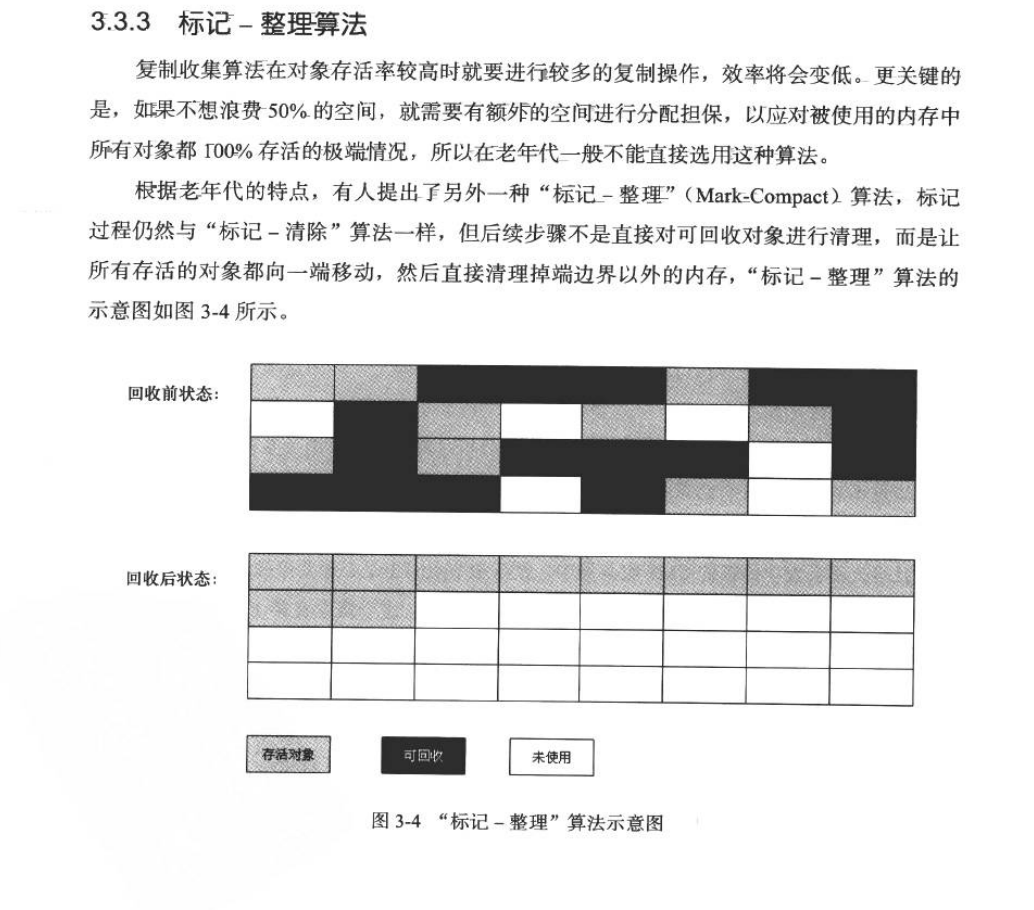 3.3.3 标记 – 整理算法
复制收集算法在对象存活率较高时就要进行较多的复制操作，效率将会变低。更关键的
是，如果不想浪费 50% 的空间，就需要有额外的空间进行分配担保，以应对被使用的内存中
所有对象都 100% 存活的极端情况，所以在老年代一般不能直接选用这种算法。
根据老年代的特点，有人提出了另外一种“标记 – 整理”（Mark-Compact）算法，标记
过程仍然与“标记 – 清除”算法一样，但后续步骤不是直接对可回收对象进行清理，而是让
所有存活的对象都向一端移动，然后直接清理掉端边界以外的内存，“标记 – 整理”算法的
示意图如图 3-4 所示。
回收前状态：
回收后状态：
存活对象 可回收 未使用
图 3-4 “标记 – 整理”算法示意图